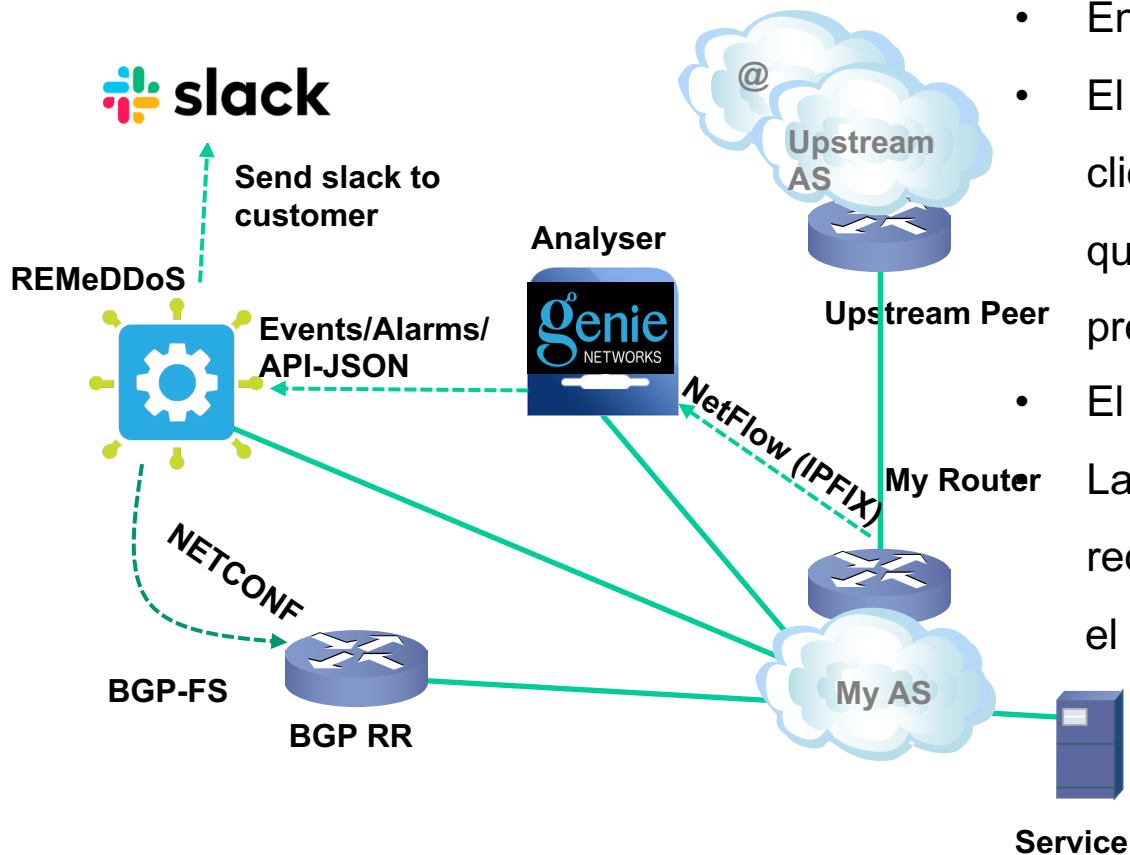 slack
Send slack to
customer
REMeDDoS
Events/Alarms/
API-JSON
Analyser
genie
NETWORKS
@
Upstream
AS
Upstream Peer
NetFlow (IPFIX)
My Router
NETCONF
BGP-FS
BGP RR
My AS
Service
• En
• El
clic
qu
pre
• El
• La
rec
el